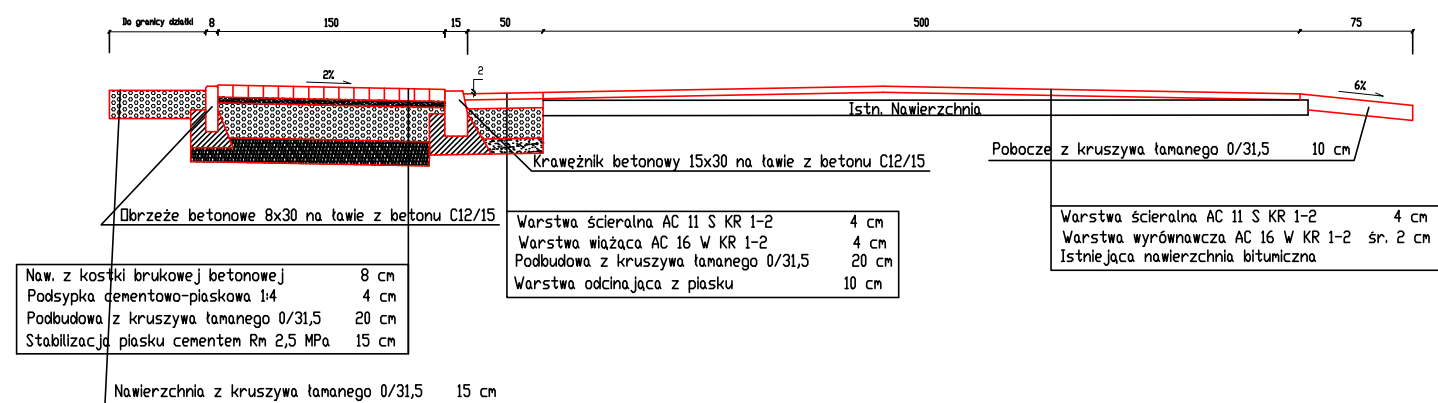 Do granicy działki 8 150 15 50 500 75
2% 2 6%
Istn. Nawierzchnia
Krawężnik betonowy 15x30 na ławie z betonu C12/15
Pobocze z kruszywa łamanego 0/31,5 10 cm
Obrzeże betonowe 8x30 na ławie z betonu C12/15
Warstwa ścieralna AC 11 S KR 1-2 4 cm
Warstwa wiążąca AC 16 W KR 1-2 4 cm
Podbudowa z kruszywa łamanego 0/31,5 20 cm
Warstwa odcinająca z piasku 10 cm
Warstwa ścieralna AC 11 S KR 1-2 4 cm
Warstwa wyrównawcza AC 16 W KR 1-2 śr. 2 cm
Istniejąca nawierzchnia bitumiczna
Naw. z kostki brukowej betonowej 8 cm
Podsypka cementowo-piaskowa 1:4 4 cm
Podbudowa z kruszywa łamanego 0/31,5 20 cm
Stabilizacja piasku cementem Rm 2,5 MPa 15 cm
Nawierzchnia z kruszywa łamanego 0/31,5 15 cm